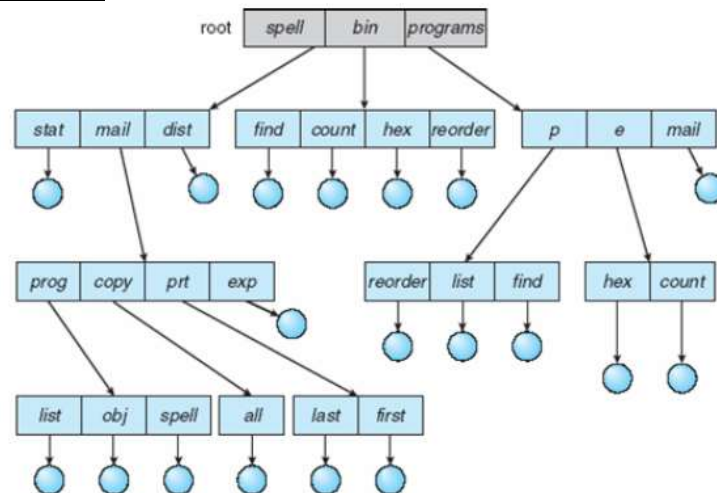 root spell bin programs
stat mail dist find count hex reorder p e mail
prog copy prt exp reorder list find hex count
list obj spell all last first